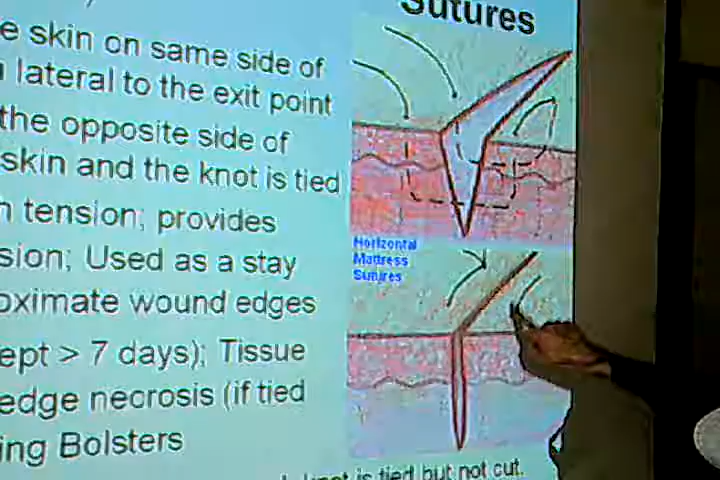 Sutures
e skin on same side of
lateral to the exit point
the opposite side of
skin and the knot is tied
n tension; provides
sion; Used as a stay
oximate wound edges
ept > 7 days); Tissue
edge necrosis (if tied
ing Bolsters
Horizontal
Mattress
Sutures
knot is tied but not cut.